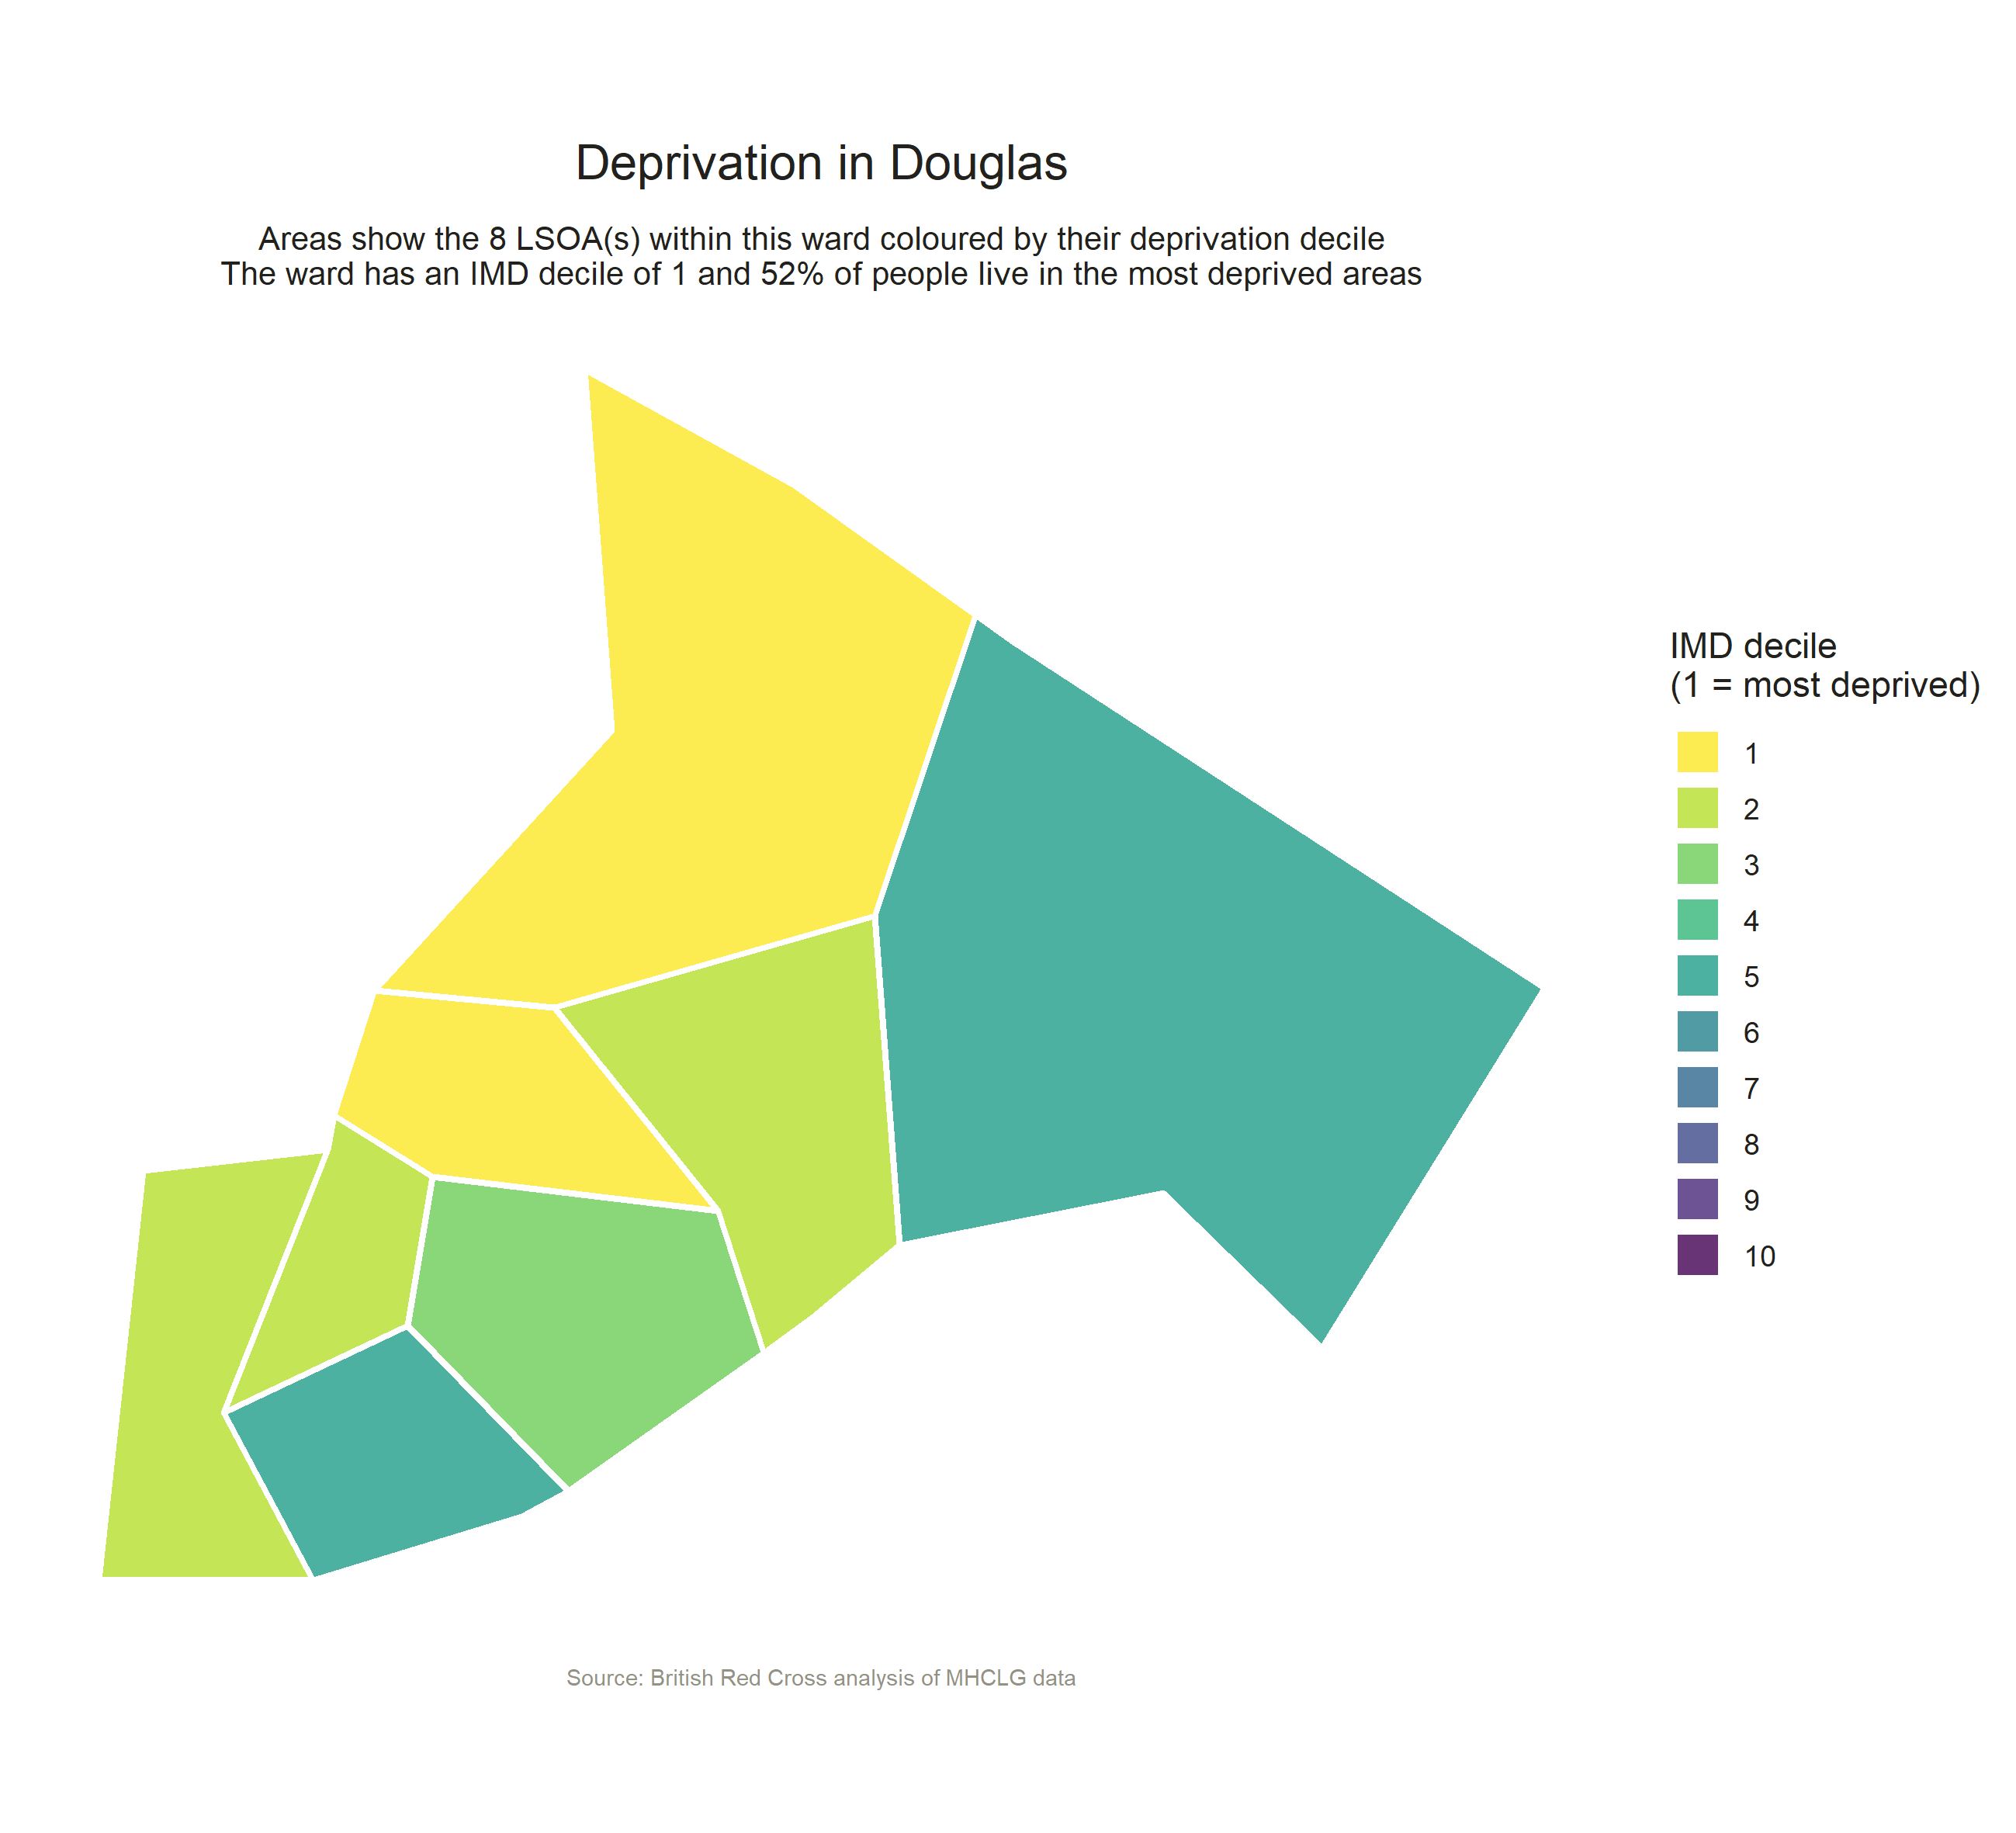 Deprivation in Douglas
Areas show the 8 LSOA(s) within this ward coloured by their deprivation decile
The ward has an IMD decile of 1 and 52% of people live in the most deprived areas
IMD decile
(1 = most deprived)
1
2
3
4
5
6
7
8
9
10
Source: British Red Cross analysis of MHCLG data